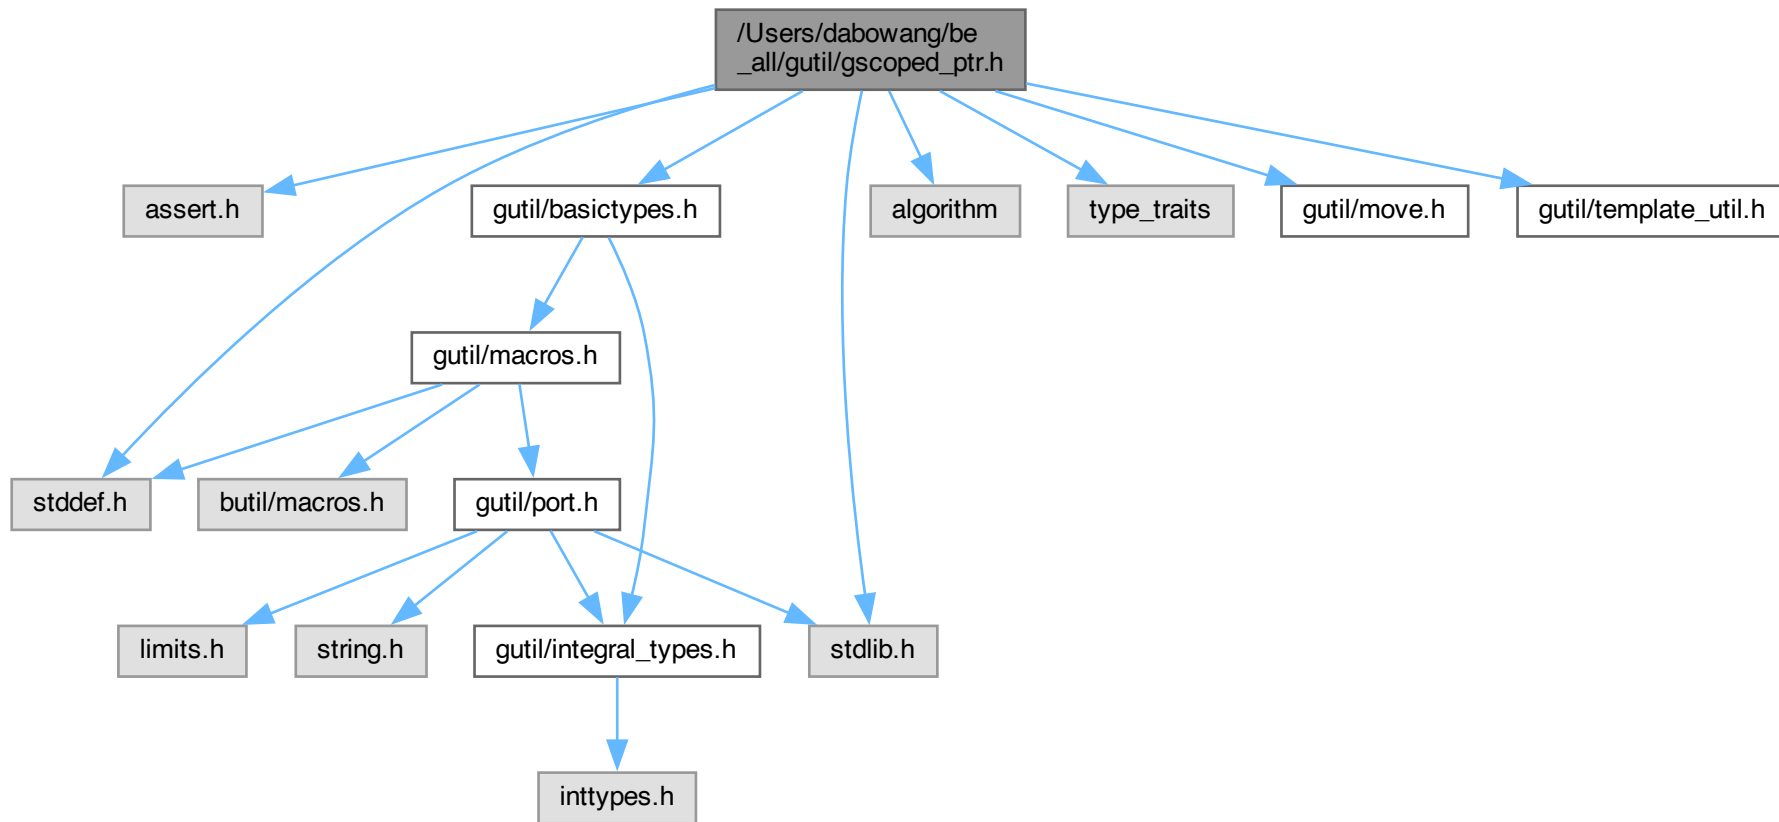 /Users/dabowang/be
_all/gutil/gscoped_ptr.h
assert.h
gutil/basictypes.h
algorithm
type_traits
gutil/move.h
gutil/template_util.h
gutil/macros.h
stddef.h
butil/macros.h
gutil/port.h
limits.h
string.h
gutil/integral_types.h
stdlib.h
inttypes.h